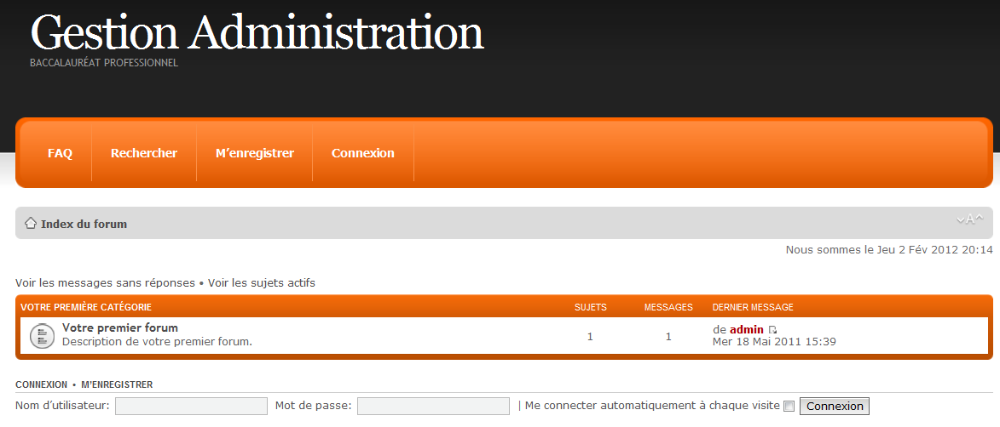 Gestion Administration
BACCALAURÉAT PROFESSIONNEL
FAQ Rechercher M'enregistrer Connexion
Index du forum A
Nous sommes le Jeu 2 Fév 2012 20:14
Voir les messages sans réponses • Voir les sujets actifs
VOTRE PREMIÈRE CATÉGORIE SUJETS MESSAGES DERNIER MESSAGE
Votre premier forum
Description de votre premier forum. 1 1
de admin
Mer 18 Mai 2011 15:39
CONNEXION • M'ENREGISTRER
Nom d'utilisateur: Mot de passe: | Me connecter automatiquement à chaque visite Connexion